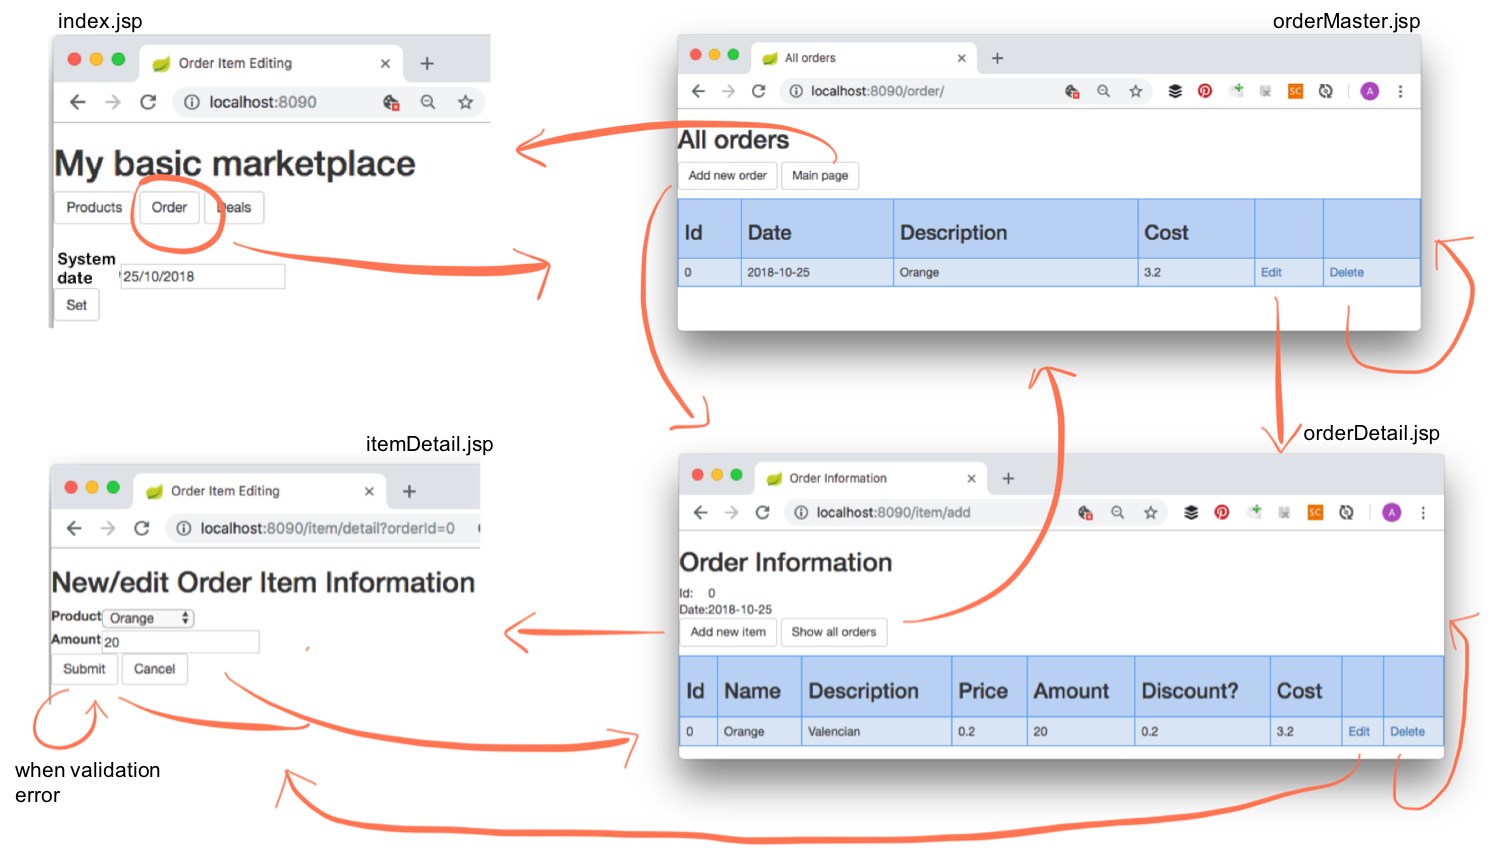 index.jsp
Order Item Editing
localhost:8090
My basic marketplace
Products Order Deals
System
date 25/10/2018
Set
orderMaster.jsp
All orders
localhost:8090/order/
SC A
All orders
Add new order Main page
Id Date Description Cost
0 2018-10-25 Orange 3.2 Edit Delete
itemDetail.jsp
Order Item Editing
localhost:8090/item/detail?orderId=0
New/edit Order Item Information
Product Orange
Amount 20
Submit Cancel
when validation
error
orderDetail.jsp
Order Information
localhost:8090/item/add
SC A
Order Information
Id: 0
Date:2018-10-25
Add new item Show all orders
Id Name Description Price Amount Discount? Cost
0 Orange Valencian 0.2 20 0.2 3.2 Edit Delete